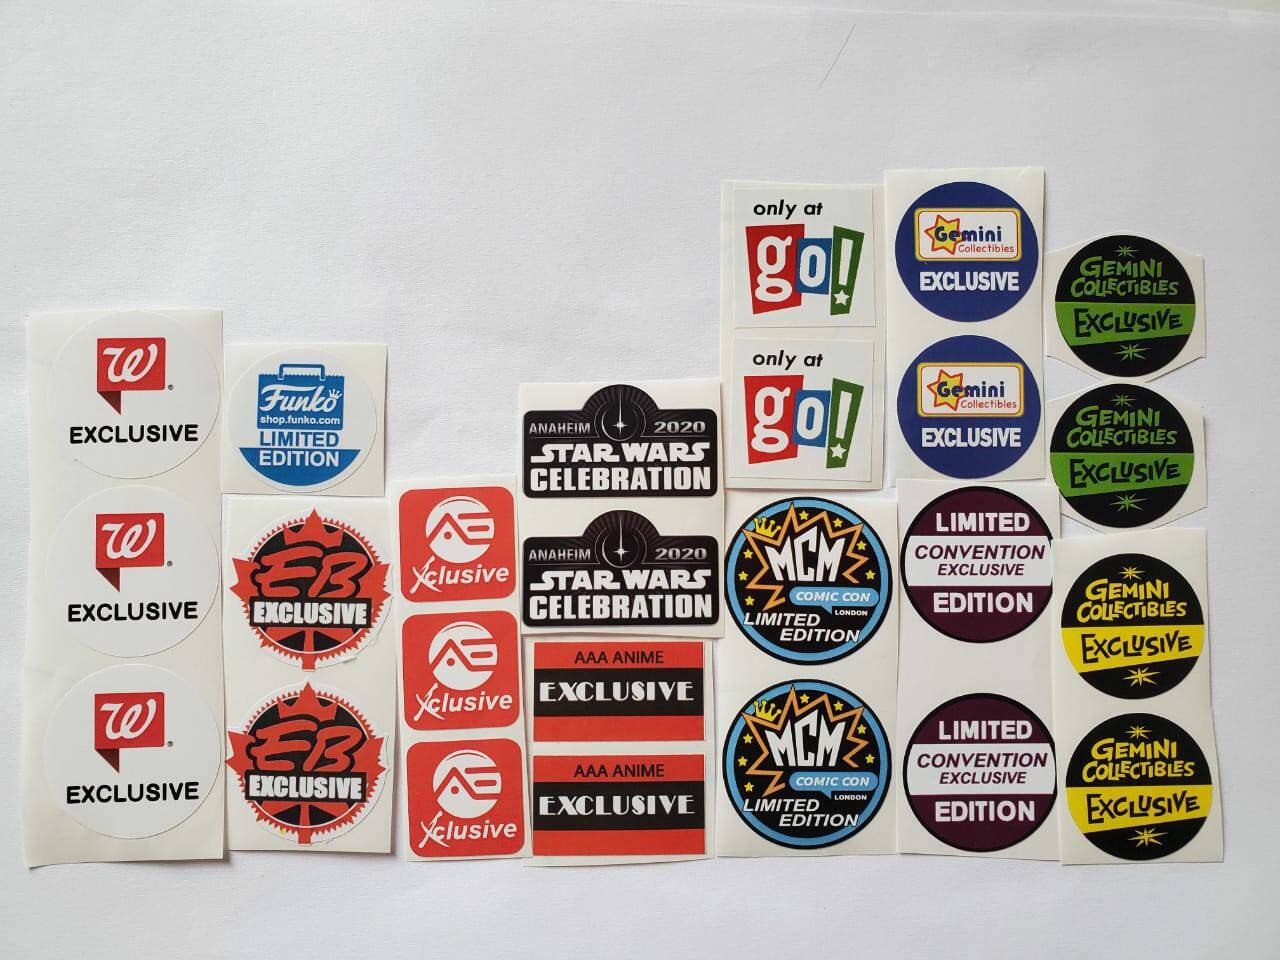 W
EXCLUSIVE
W
EXCLUSIVE
W
EXCLUSIVE
Funko
shop.funko.com
LIMITED
EDITION
EB
EXCLUSIVE
EB
EXCLUSIVE
Xclusive
Xclusive
Xclusive
ANAHEIM 2020
STAR WARS
CELEBRATION
ANAHEIM 2020
STAR WARS
CELEBRATION
AAA ANIME
EXCLUSIVE
AAA ANIME
EXCLUSIVE
only at
go!
only at
go!
MCM
COMIC CON
LONDON
LIMITED
EDITION
MCM
COMIC CON
LONDON
LIMITED
EDITION
Gemini
Collectibles
EXCLUSIVE
Gemini
Collectibles
EXCLUSIVE
LIMITED
CONVENTION
EXCLUSIVE
EDITION
LIMITED
CONVENTION
EXCLUSIVE
EDITION
GEMINI
COLLECTIBLES
EXCLUSIVE
GEMINI
COLLECTIBLES
EXCLUSIVE
GEMINI
COLLECTIBLES
EXCLUSIVE
GEMINI
COLLECTIBLES
EXCLUSIVE